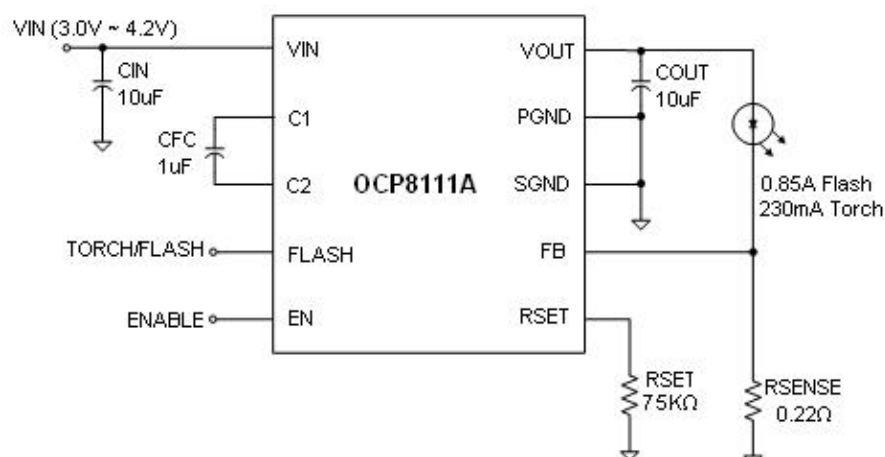 VIN (3.0V ~ 4.2V)
CIN
10uF
VIN
VOUT
COUT
10uF
C1
PGND
CFC
1uF
C2
OCP8111A
SGND
0.85A Flash
230mA Torch
TORCH/FLASH
FLASH
FB
ENABLE
EN
RSET
RSET
75KΩ
RSENSE
0.22Ω